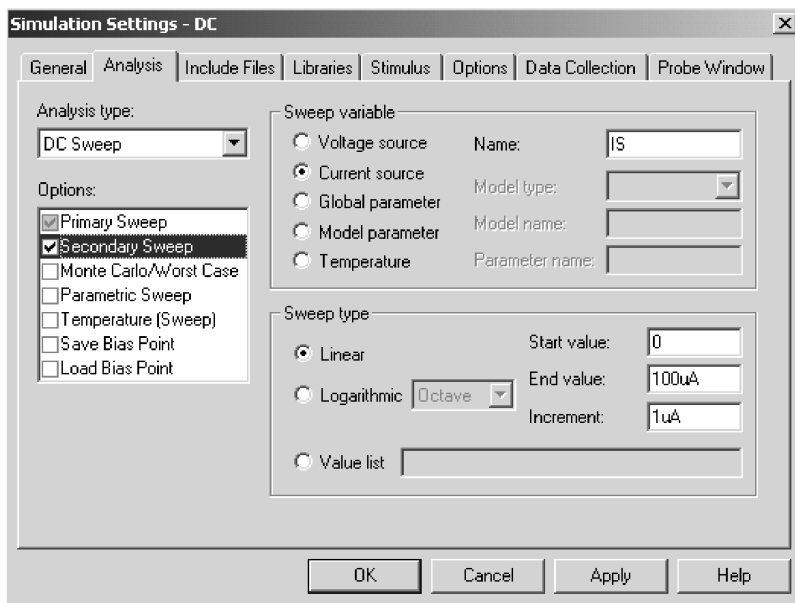 Simulation Settings - DC
General Analysis Include Files Libraries Stimulus Options Data Collection Probe Window
Analysis type:
DC Sweep
Options:
Primary Sweep
Secondary Sweep
Monte Carlo/Worst Case
Parametric Sweep
Temperature (Sweep)
Save Bias Point
Load Bias Point
Sweep variable
Voltage source
Current source
Global parameter
Model parameter
Temperature
Name: IS
Model type:
Model name:
Parameter name:
Sweep type
Linear
Logarithmic Octave
Value list
Start value: 0
End value: 100uA
Increment: 1uA
OK Cancel Apply Help